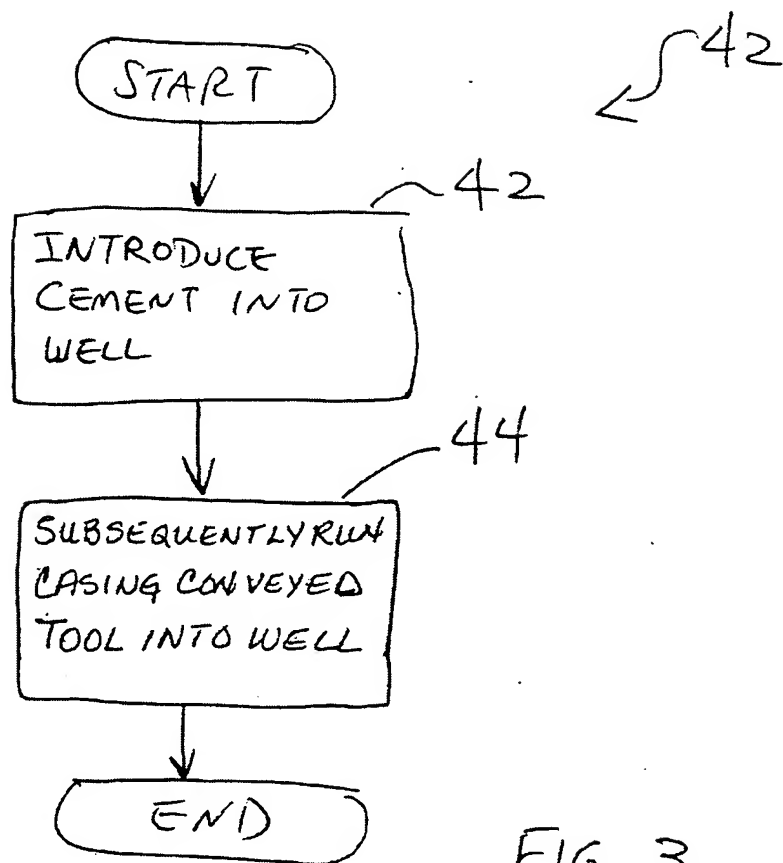 START
42
42
INTRODUCE
CEMENT INTO
WELL
44
SUBSEQUENTLY RUN
CASING CONVEYED
TOOL INTO WELL
END
FIG. 3